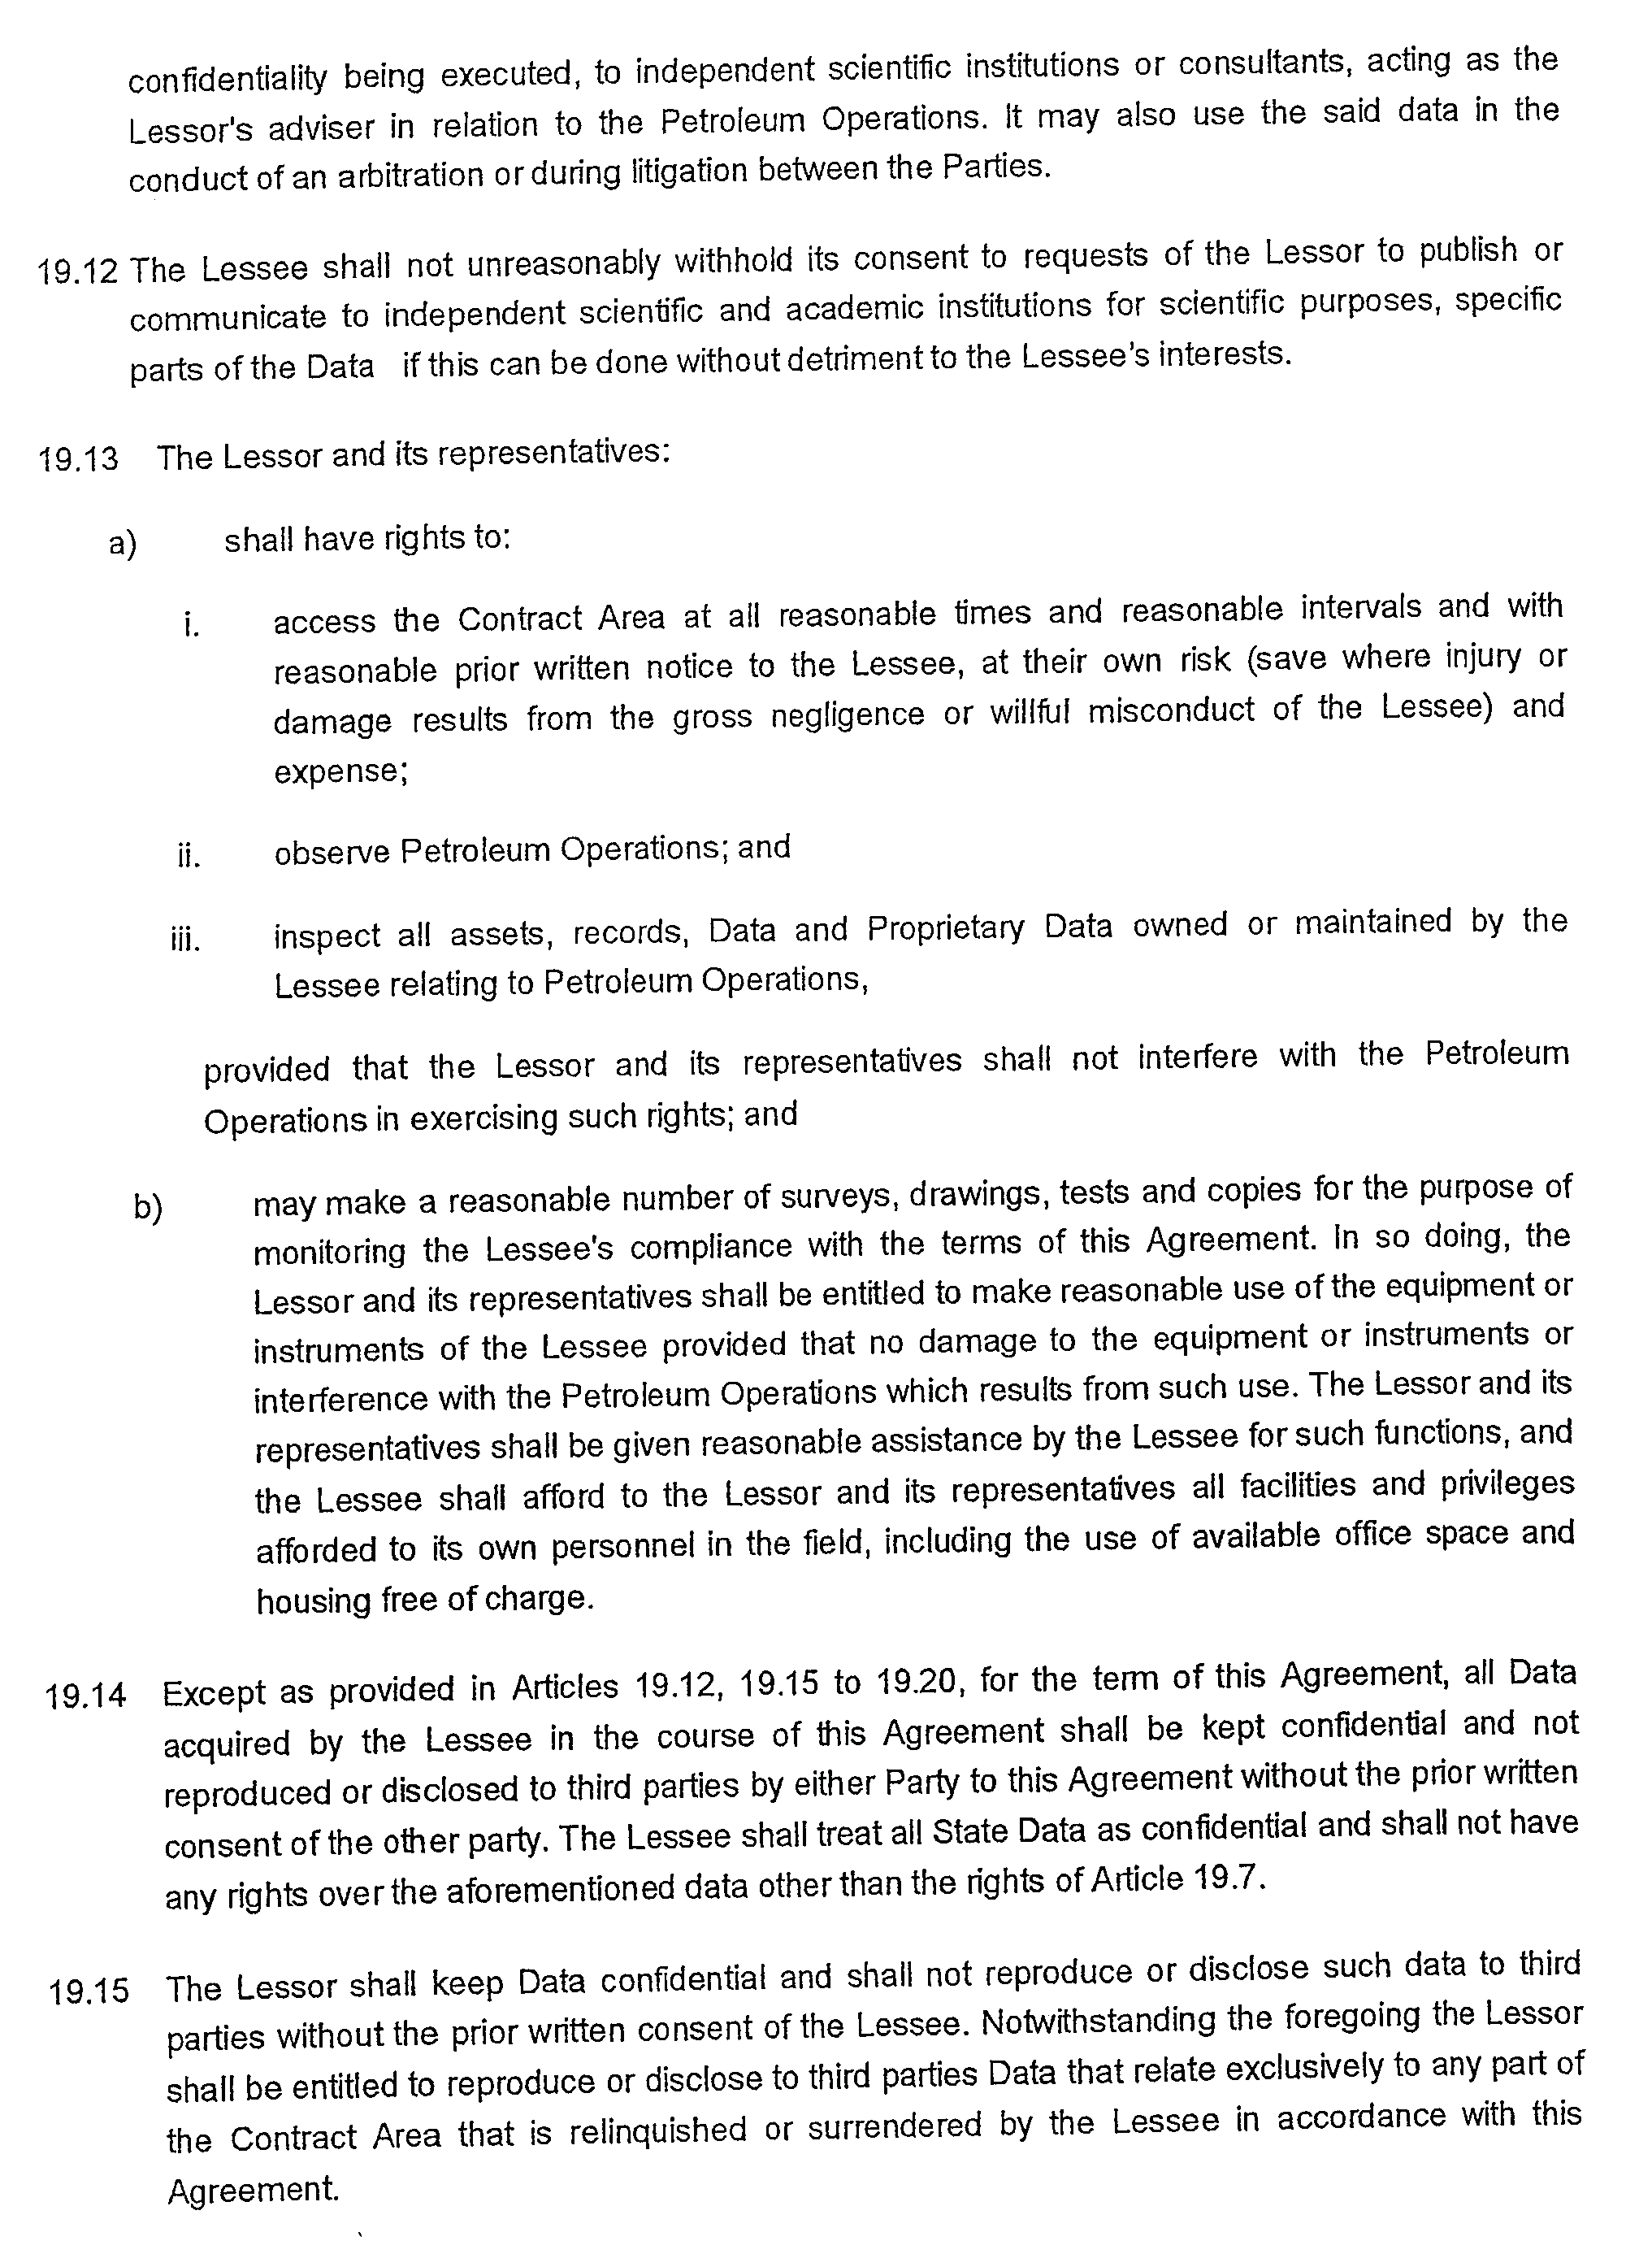 confidentiality being executed, to independent scientific institutions or consultants, acting as the
Lessor's adviser in relation to the Petroleum Operations. It may also use the said data in the
conduct of an arbitration or during litigation between the Parties.
19.12 The Lessee shall not unreasonably withhold its consent to requests of the Lessor to publish or
communicate to independent scientific and academic institutions for scientific purposes, specific
parts of the Data if this can be done without detriment to the Lessee's interests.
19.13 The Lessor and its representatives:
a) shall have rights to:
i. access the Contract Area at all reasonable times and reasonable intervals and with
reasonable prior written notice to the Lessee, at their own risk (save where injury or
damage results from the gross negligence or willful misconduct of the Lessee) and
expense;
ii. observe Petroleum Operations; and
iii. inspect all assets, records, Data and Proprietary Data owned or maintained by the
Lessee relating to Petroleum Operations,
provided that the Lessor and its representatives shall not interfere with the Petroleum
Operations in exercising such rights; and
b) may make a reasonable number of surveys, drawings, tests and copies for the purpose of
monitoring the Lessee's compliance with the terms of this Agreement. In so doing, the
Lessor and its representatives shall be entitled to make reasonable use of the equipment or
instruments of the Lessee provided that no damage to the equipment or instruments or
interference with the Petroleum Operations which results from such use. The Lessor and its
representatives shall be given reasonable assistance by the Lessee for such functions, and
the Lessee shall afford to the Lessor and its representatives all facilities and privileges
afforded to its own personnel in the field, including the use of available office space and
housing free of charge.
19.14 Except as provided in Articles 19.12, 19.15 to 19.20, for the term of this Agreement, all Data
acquired by the Lessee in the course of this Agreement shall be kept confidential and not
reproduced or disclosed to third parties by either Party to this Agreement without the prior written
consent of the other party. The Lessee shall treat all State Data as confidential and shall not have
any rights over the aforementioned data other than the rights of Article 19.7.
19.15 The Lessor shall keep Data confidential and shall not reproduce or disclose such data to third
parties without the prior written consent of the Lessee. Notwithstanding the foregoing the Lessor
shall be entitled to reproduce or disclose to third parties Data that relate exclusively to any part of
the Contract Area that is relinquished or surrendered by the Lessee in accordance with this
Agreement.